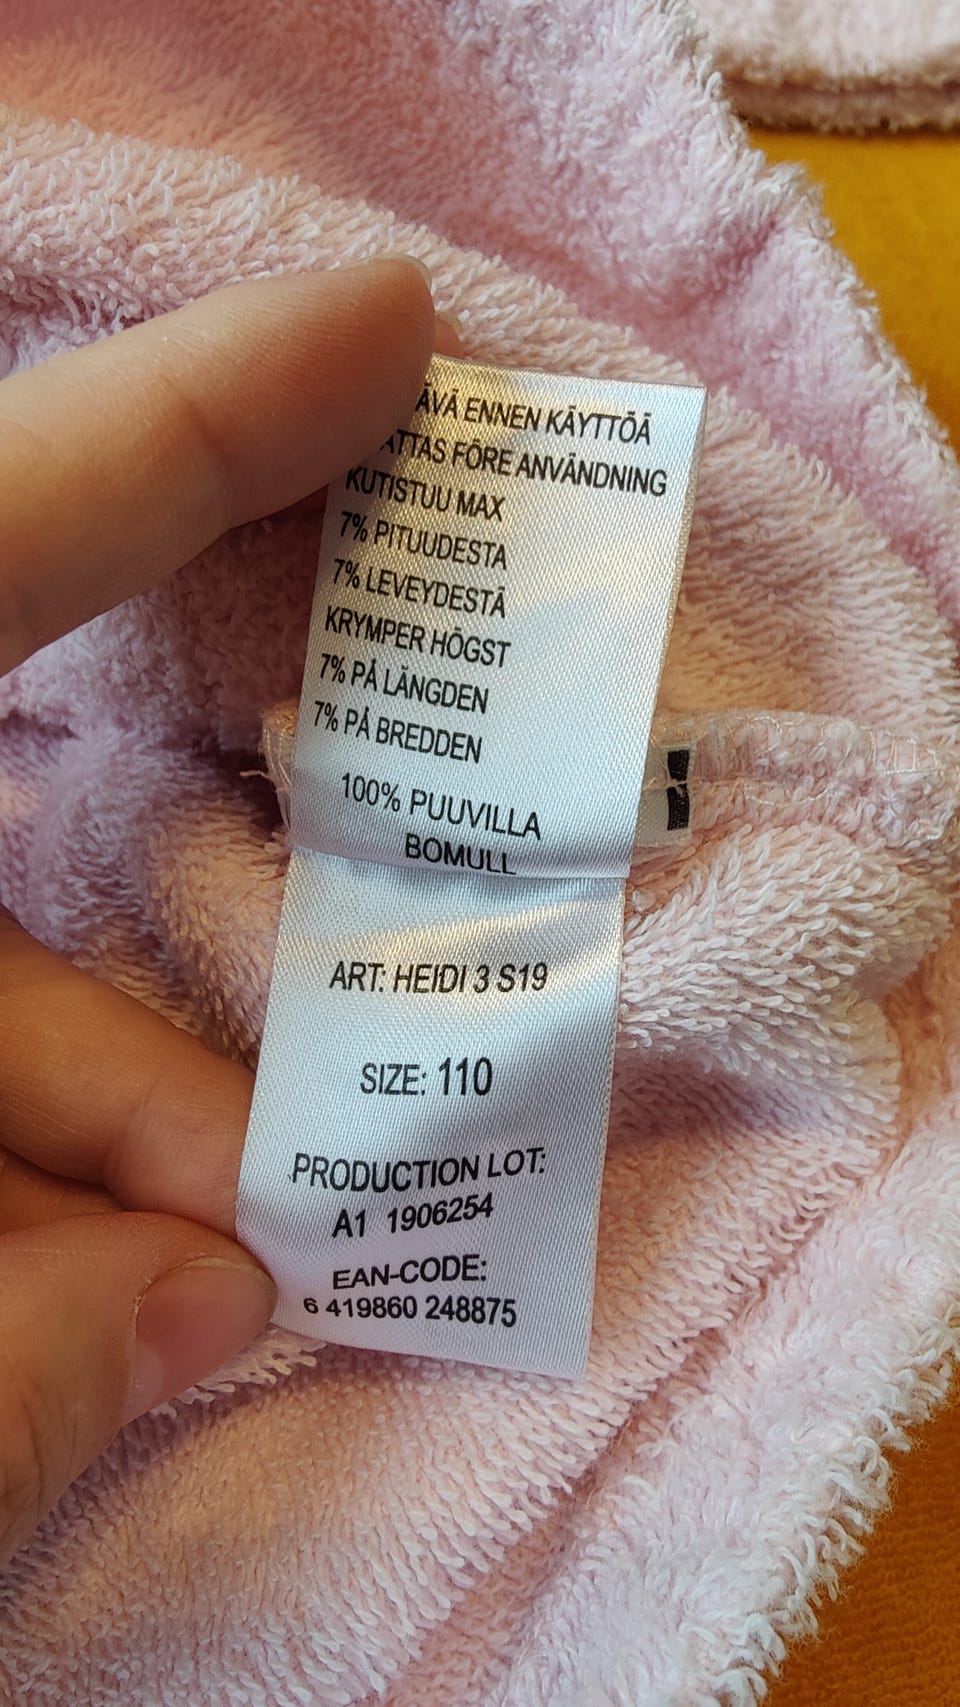 ÄVÄ ENNEN KÄYTTÖÄ
ATTAS FÖRE ANVÄNDNING
KUTISTUU MAX
7% PITUUDESTA
7% LEVEYDESTÄ
KRYMPER HÖGST
7% PÅ LÄNGDEN
7% PÅ BREDDEN
100% PUUVILLA
BOMULL
ART: HEIDI 3 S19
SIZE: 110
PRODUCTION LOT:
A1 1906254
EAN-CODE:
6 419860 248875